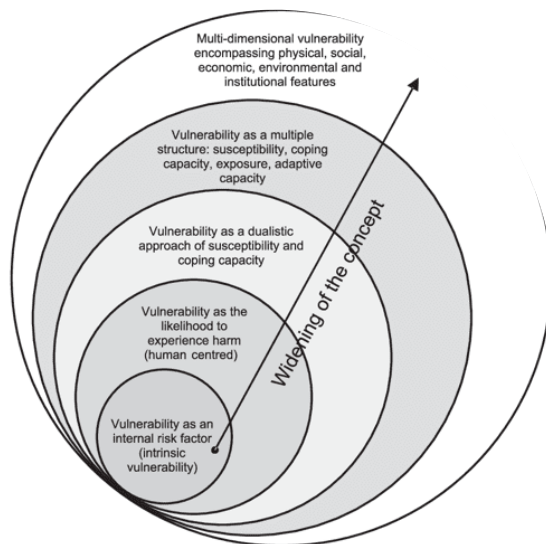 Multi-dimensional vulnerability
encompassing physical, social,
economic, environmental and
institutional features
Vulnerability as a multiple
structure: susceptibility, coping
capacity, exposure, adaptive
capacity
Vulnerability as a dualistic
approach of susceptibility and
coping capacity
Vulnerability as the
likelihood to
experience harm
(human centred)
Vulnerability as an
internal risk factor
(intrinsic
vulnerability)
Widening of the concept